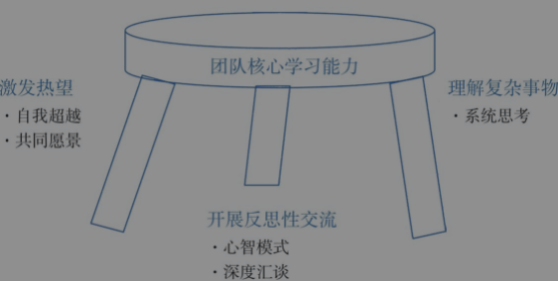 团队核心学习能力
激发热望
· 自我超越
· 共同愿景
理解复杂事物
· 系统思考
开展反思性交流
· 心智模式
· 深度汇谈